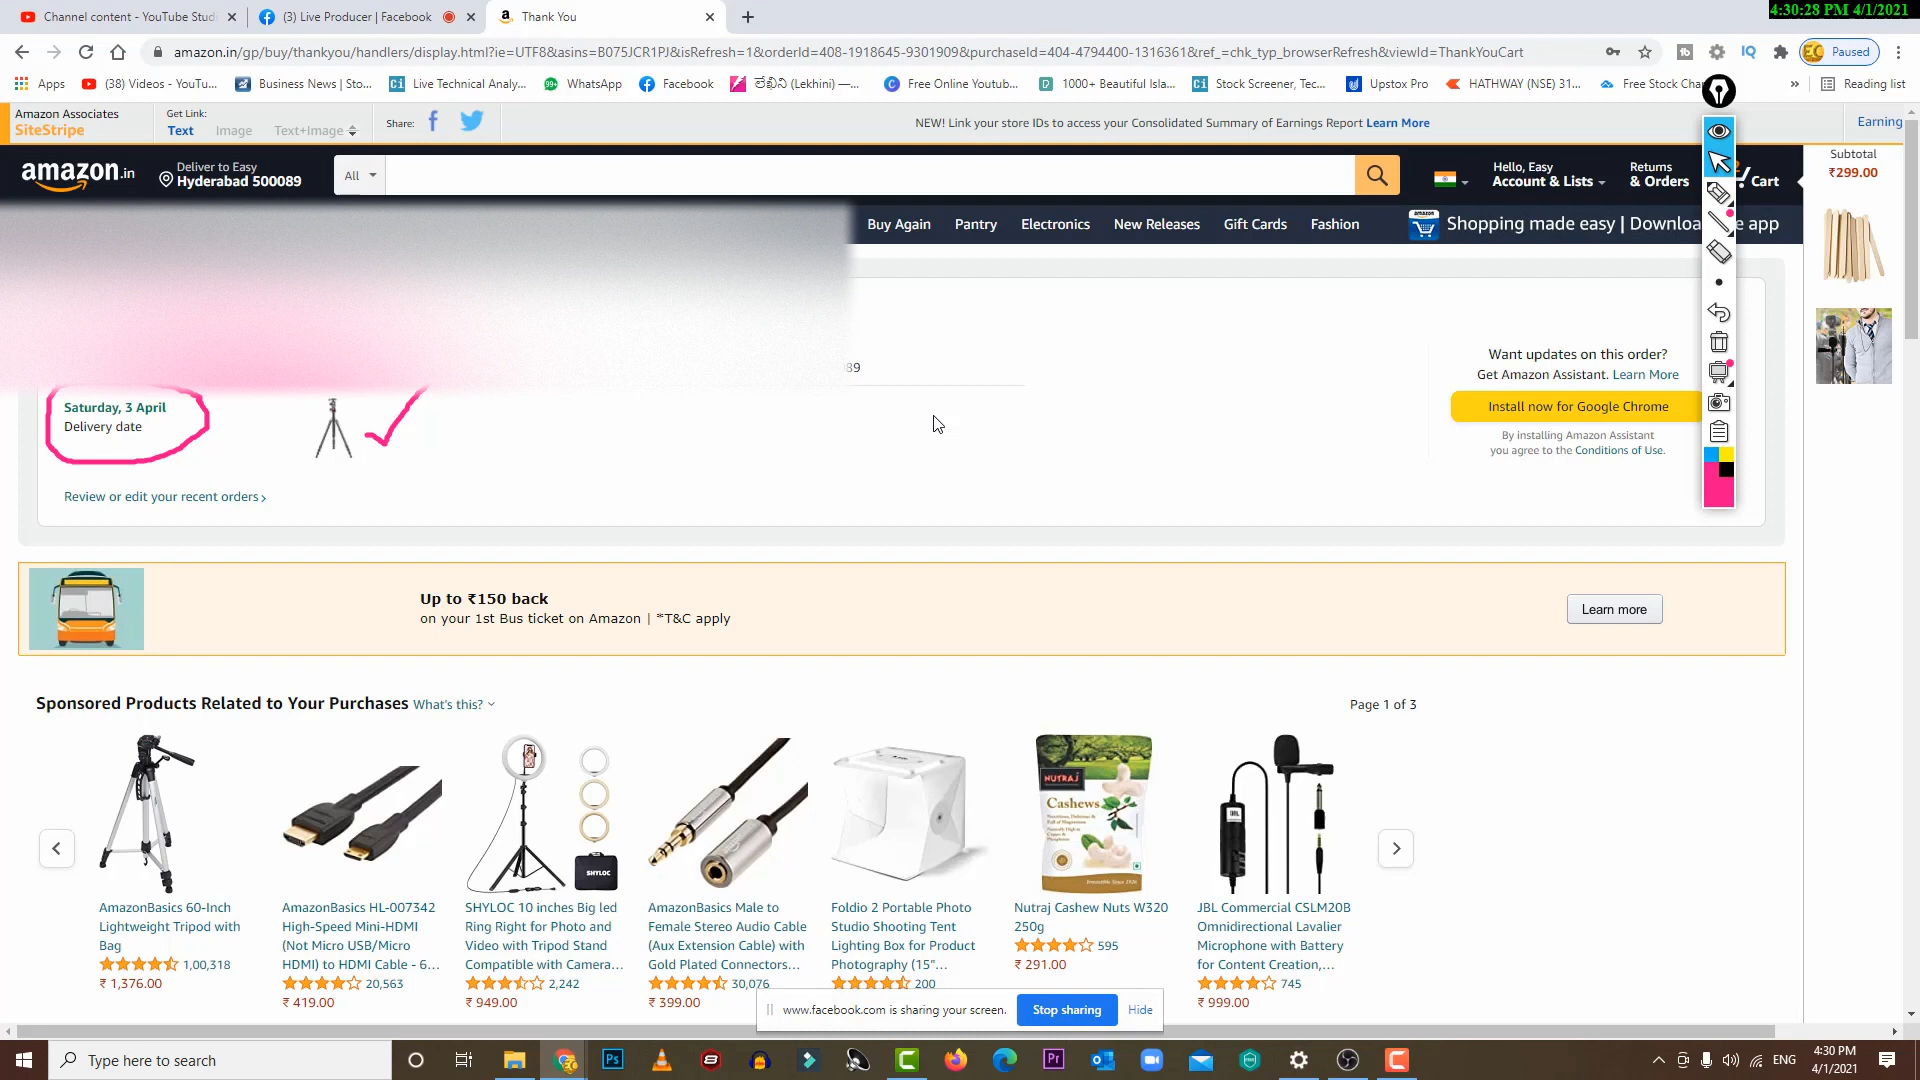 4:30:28 PM 4/1/2021
Channel content - YouTube Studi
(3) Live Producer | Facebook
Thank You
amazon.in/gp/buy/thankyou/handlers/display.html?ie=UTF8&asins=B075JCR1PJ&isRefresh=1&orderId=408-1918645-9301909&purchaseId=404-4794400-1316361&ref_=chk_typ_browserRefresh&viewId=ThankYouCart
Paused
Apps
(38) Videos - YouTu...
Business News | Sto...
Live Technical Analy...
WhatsApp
Facebook
 లేఖిని (Lekhini) —...
Free Online Youtub...
1000+ Beautiful Isla...
Stock Screener, Tec...
Upstox Pro
HATHWAY (NSE) 31...
Free Stock Char
Reading list
Amazon Associates
SiteStripe
Get Link:
Text Image Text+Image
Share:
NEW! Link your store IDs to access your Consolidated Summary of Earnings Report Learn More
Earning
amazon.in
Deliver to Easy
Hyderabad 500089
All
Hello, Easy
Account & Lists
Returns
& Orders
Cart
Subtotal
₹299.00
Buy Again
Pantry
Electronics
New Releases
Gift Cards
Fashion
Shopping made easy | Downloa e app
89
Want updates on this order?
Get Amazon Assistant. Learn More
Install now for Google Chrome
By installing Amazon Assistant
you agree to the Conditions of Use.
Saturday, 3 April
Delivery date
Review or edit your recent orders ›
Up to ₹150 back
on your 1st Bus ticket on Amazon | *T&C apply
Learn more
Sponsored Products Related to Your Purchases What's this?
Page 1 of 3
SHYLOC
NUTRAJ
Cashews
JBL
AmazonBasics 60-Inch
Lightweight Tripod with
Bag
1,00,318
₹ 1,376.00
AmazonBasics HL-007342
High-Speed Mini-HDMI
(Not Micro USB/Micro
HDMI) to HDMI Cable - 6...
20,563
₹ 419.00
SHYLOC 10 inches Big led
Ring Right for Photo and
Video with Tripod Stand
Compatible with Camera...
2,242
₹ 949.00
AmazonBasics Male to
Female Stereo Audio Cable
(Aux Extension Cable) with
Gold Plated Connectors...
30,076
₹ 399.00
Foldio 2 Portable Photo
Studio Shooting Tent
Lighting Box for Product
Photography (15"...
200
Nutraj Cashew Nuts W320
250g
595
₹ 291.00
JBL Commercial CSLM20B
Omnidirectional Lavalier
Microphone with Battery
for Content Creation,...
745
₹ 999.00
www.facebook.com is sharing your screen.
Stop sharing
Hide
Type here to search
ENG
4:30 PM
4/1/2021